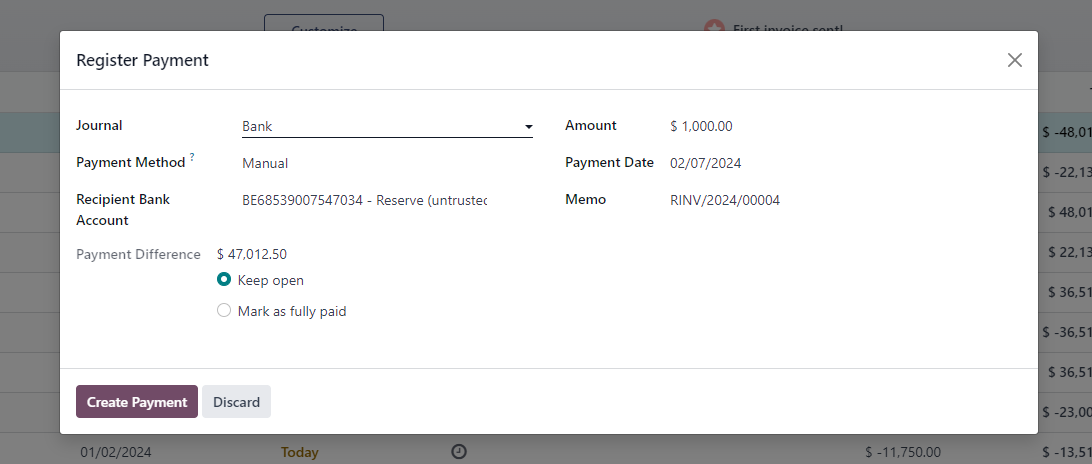 Customize
First invoice sent!
Register Payment
Journal
Bank
Amount
$ 1,000.00
Payment Method ?
Manual
Payment Date
02/07/2024
Recipient Bank
Account
BE68539007547034 - Reserve (untrusted
Memo
RINV/2024/00004
Payment Difference
$ 47,012.50
Keep open
Mark as fully paid
Create Payment
Discard
$ -48,01
$ -22,13
$ 48,01
$ 22,13
$ 36,51
$ -36,51
$ 36,51
$ -23,00
01/02/2024
Today
$ -11,750.00
$ -13,51